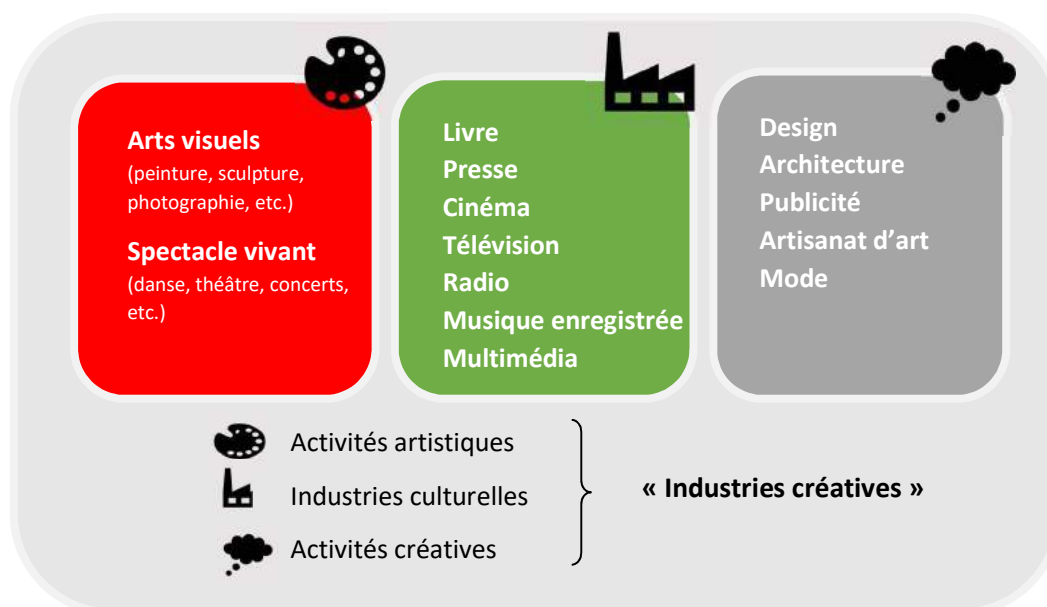 Arts visuels
(peinture, sculpture,
photographie, etc.)
Spectacle vivant
(danse, théâtre, concerts,
etc.)
Livre
Presse
Cinéma
Télévision
Radio
Musique enregistrée
Multimédia
Design
Architecture
Publicité
Artisanat d’art
Mode
Activités artistiques
Industries culturelles
Activités créatives
« Industries créatives »